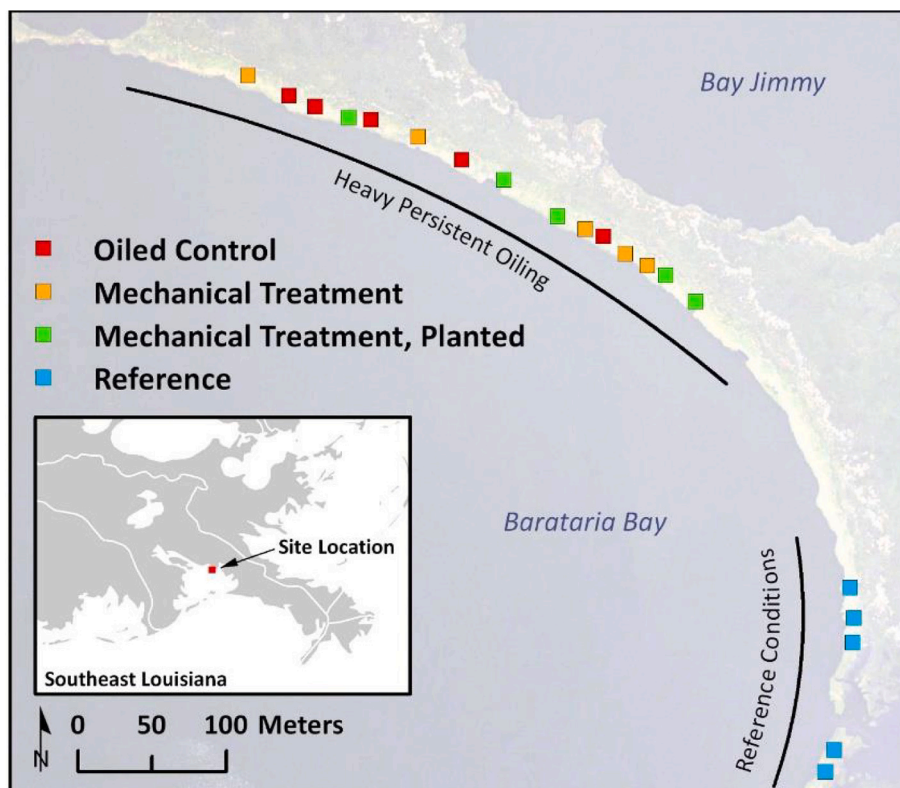 Bay Jimmy
Heavy Persistent Oiling
Oiled Control
Mechanical Treatment
Mechanical Treatment, Planted
Reference
Barataria Bay
Site Location
Southeast Louisiana
Reference Conditions
N 0 50 100 Meters